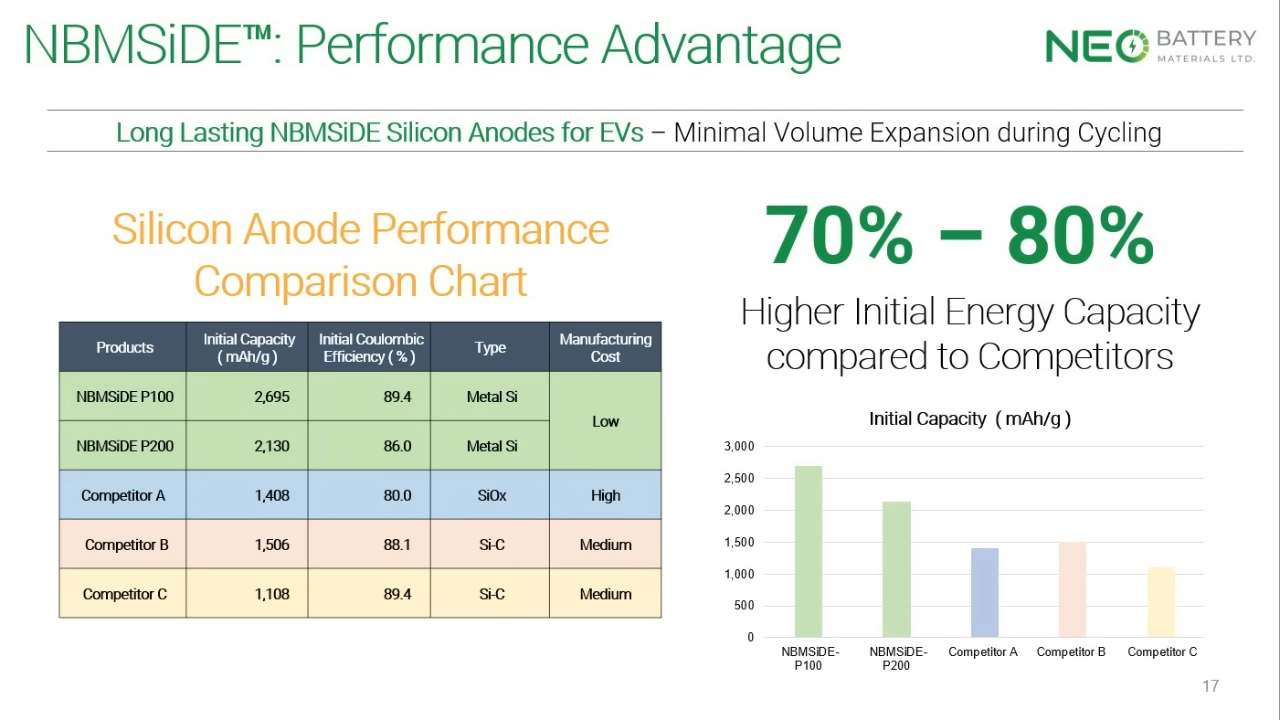 NBMSiDE™: Performance Advantage
NEO BATTERY
MATERIALS LTD.
Long Lasting NBMSiDE Silicon Anodes for EVs – Minimal Volume Expansion during Cycling
Silicon Anode Performance
Comparison Chart
Products Initial Capacity ( mAh/g ) Initial Coulombic Efficiency ( % ) Type Manufacturing Cost
NBMSiDE P100 2,695 89.4 Metal Si Low
NBMSiDE P200 2,130 86.0 Metal Si
Competitor A 1,408 80.0 SiOx High
Competitor B 1,506 88.1 Si-C Medium
Competitor C 1,108 89.4 Si-C Medium
70% – 80%
Higher Initial Energy Capacity
compared to Competitors
Initial Capacity ( mAh/g )
3,000
2,500
2,000
1,500
1,000
500
0
NBMSiDE-P100 NBMSiDE-P200 Competitor A Competitor B Competitor C
17